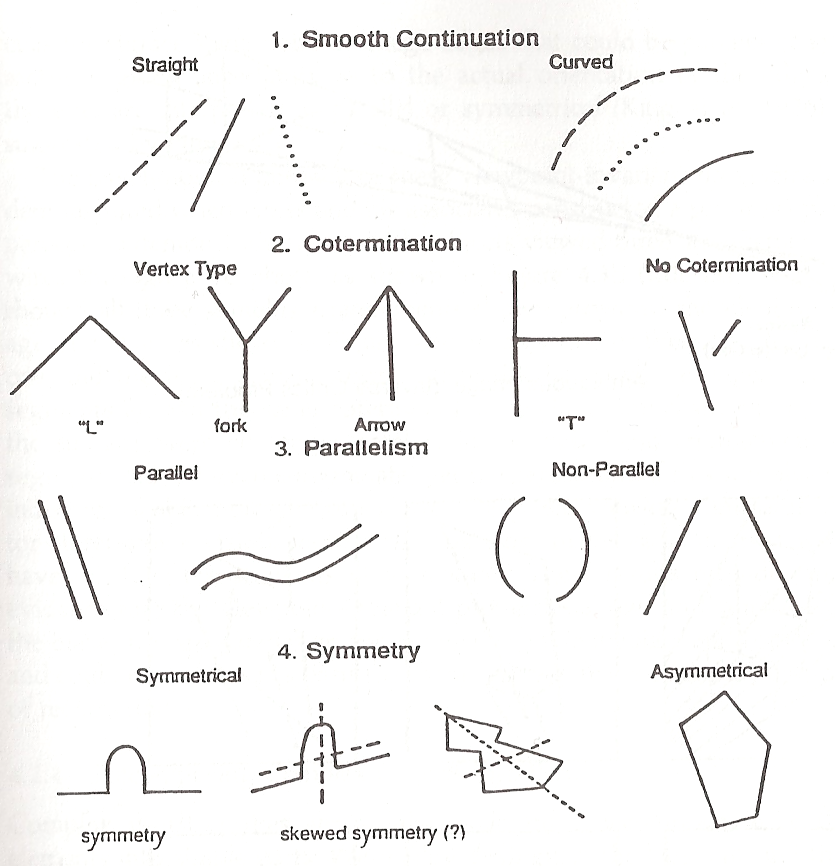 1. Smooth Continuation
Straight
Curved
2. Cotermination
Vertex Type
No Cotermination
"L"
fork
Arrow
"T"
3. Parallelism
Parallel
Non-Parallel
4. Symmetry
Symmetrical
Asymmetrical
symmetry
skewed symmetry (?)